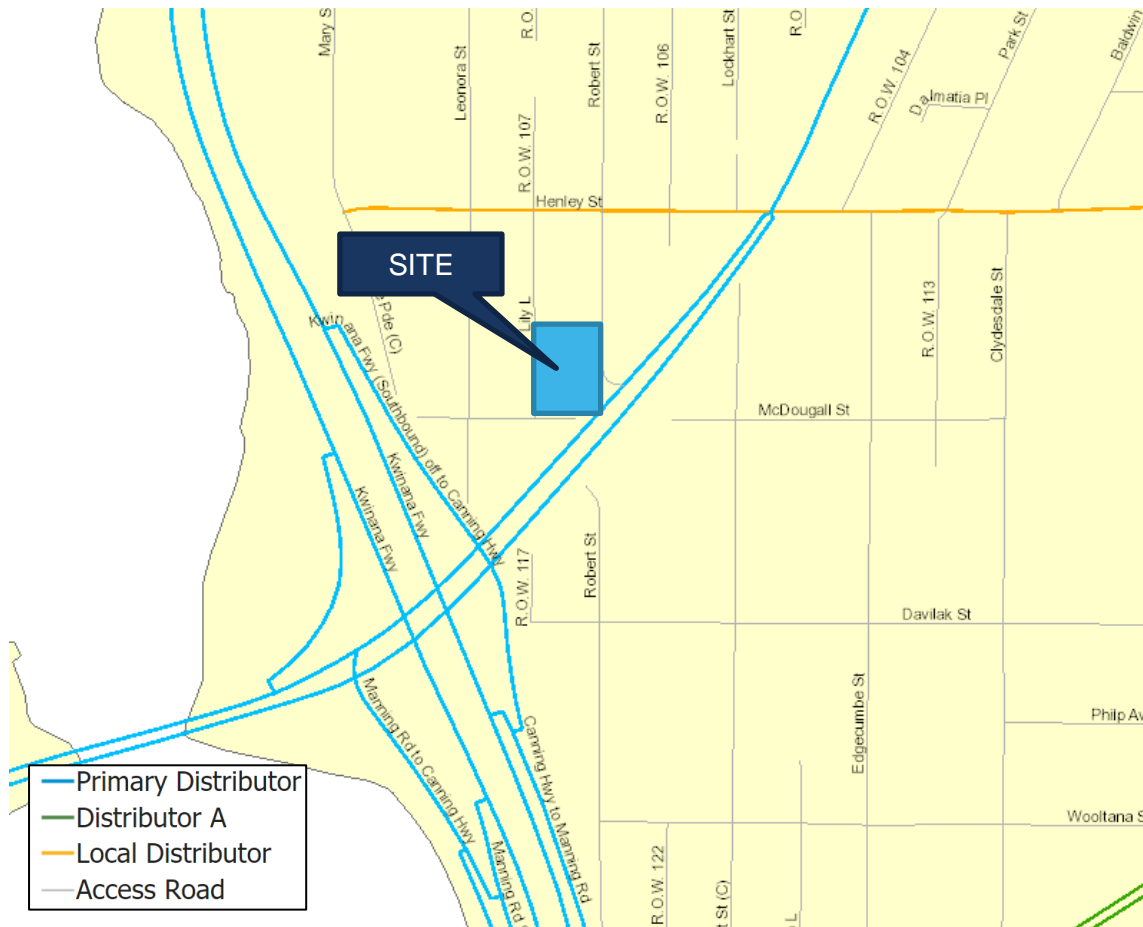 Mary S
Leonora St
R.O.
R.O.W. 107
Robert St
R.O.W. 106
Lockhart St
R.O.
R.O.W. 104
Park St
Baldwin
Dalmatia Pl
Henley St
SITE
Lily L
e Pde (C)
Kwinana Fwy (Southbound) off to Canning Hwy
Clydesdale St
R.O.W. 113
McDougall St
Kwinana Fwy
Kwinana Fwy
R.O.W. 117
Robert St
Davilak St
Edgecumbe St
Philp Av
Manning Rd to Canning Hwy
Canning Hwy to Manning Rd
Manning Rd
Wooltana S
R.O.W. 122
t St (C)
Primary Distributor
Distributor A
Local Distributor
Access Road